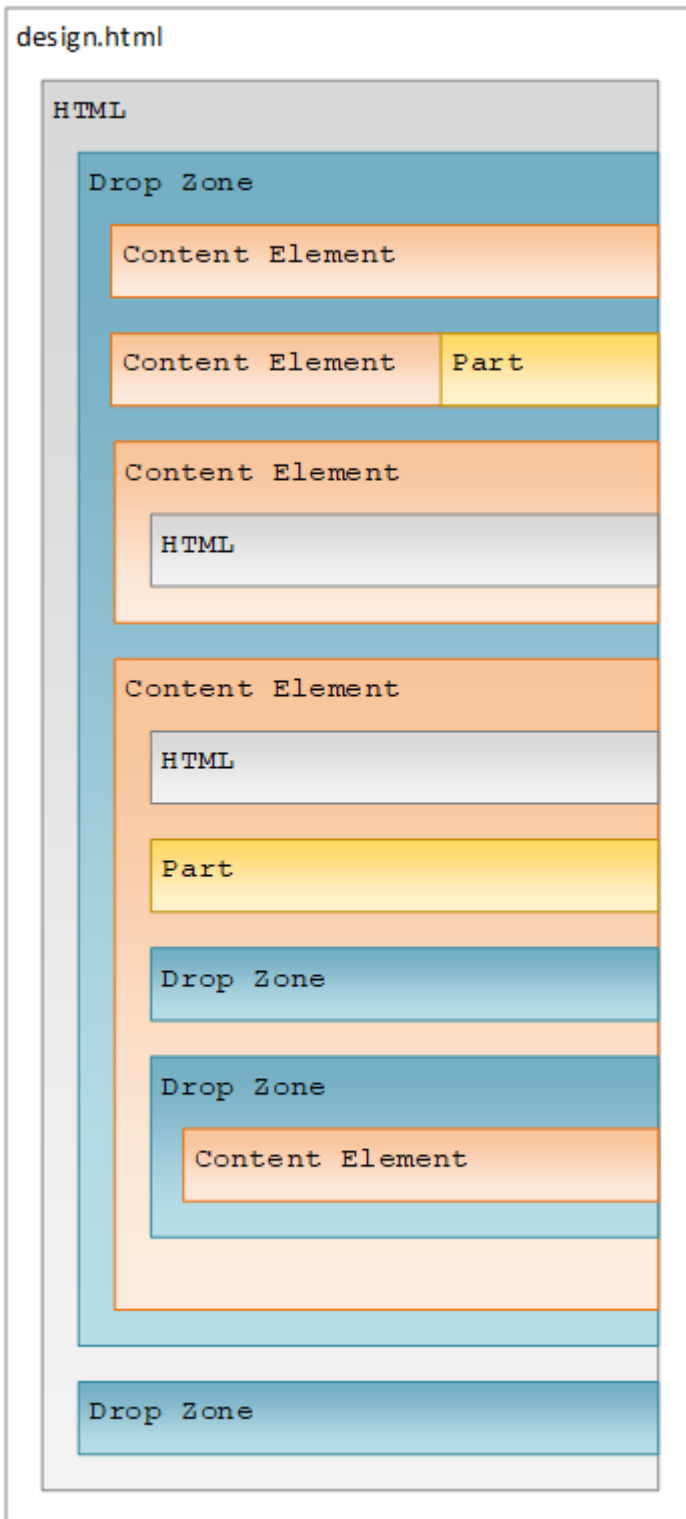 design.html
HTML
Drop Zone
Content Element
Content Element Part
Content Element
HTML
Content Element
HTML
Part
Drop Zone
Drop Zone
Content Element
Drop Zone